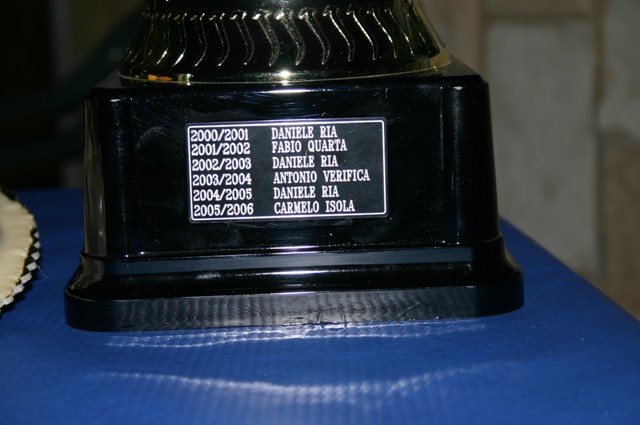 2000/2001 DANIELE RIA
2001/2002 FABIO QUARTA
2002/2003 DANIELE RIA
2003/2004 ANTONIO VERIFICA
2004/2005 DANIELE RIA
2005/2006 CARMELO ISOLA